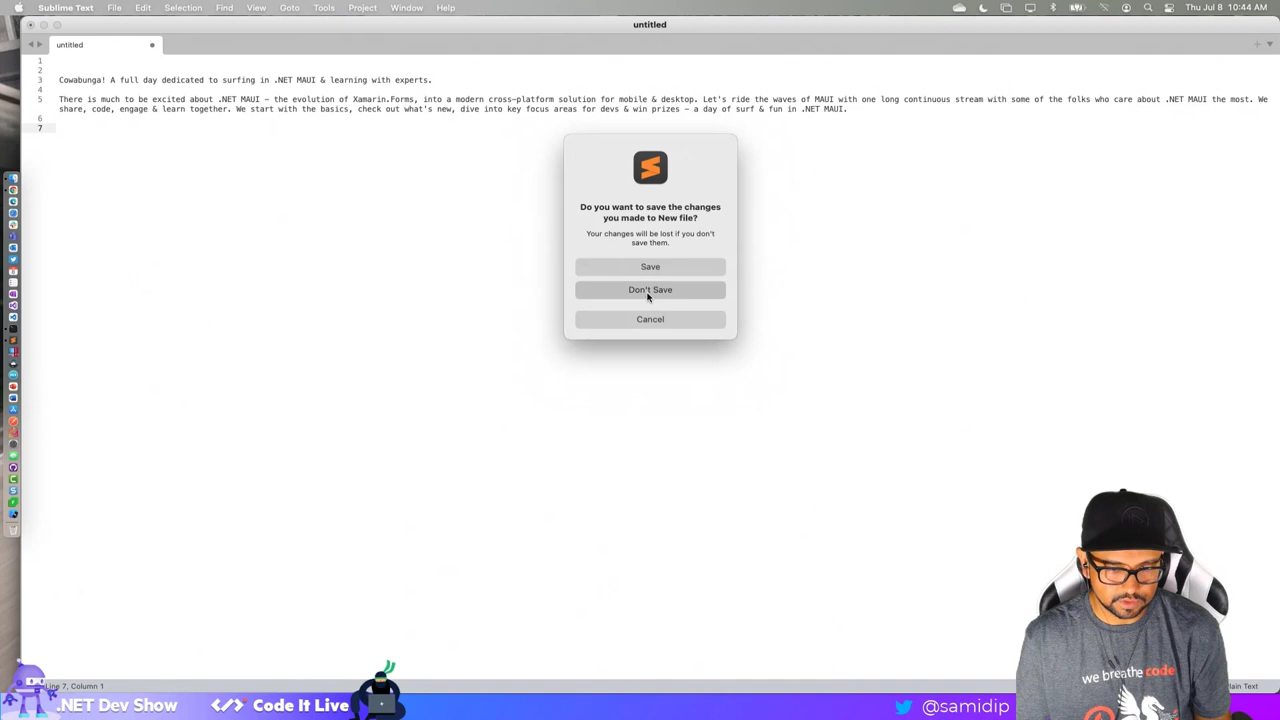 Sublime Text File Edit Selection Find View Goto Tools Project Window Help Thu Jul 8 10:44 AM
untitled
untitled
1
2
3 Cowabunga! A full day dedicated to surfing in .NET MAUI & learning with experts.
4
5 There is much to be excited about .NET MAUI - the evolution of Xamarin.Forms, into a modern cross-platform solution for mobile & desktop. Let's ride the waves of MAUI with one long continuous stream with some of the folks who care about .NET MAUI the most. We
share, code, engage & learn together. We start with the basics, check out what's new, dive into key focus areas for devs & win prizes - a day of surf & fun in .NET MAUI.
6
7
Do you want to save the changes
you made to New file?
Your changes will be lost if you don't
save them.
Save
Don't Save
Cancel
we breathe code
Line 7, Column 1
lain Text
.NET Dev Show
</> Code It Live
@samidip